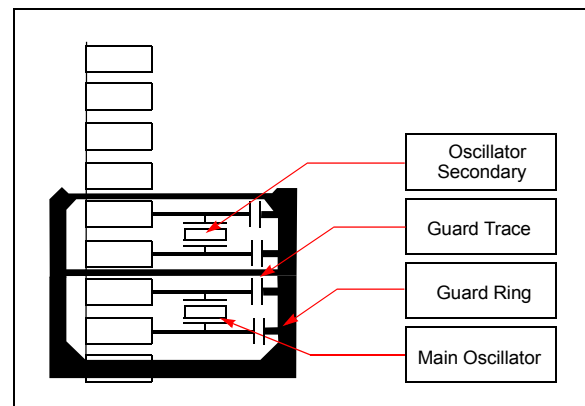 Oscillator
Secondary
Guard Trace
Guard Ring
Main Oscillator